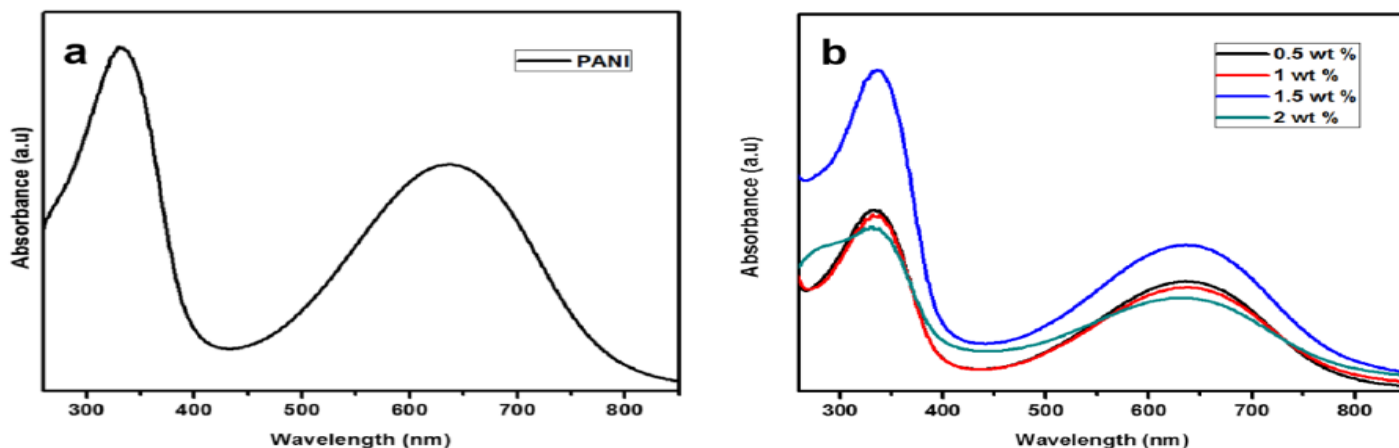 a
PANI
Absorbance (a.u)
300 400 500 600 700 800
Wavelength (nm)
b
0.5 wt %
1 wt %
1.5 wt %
2 wt %
Absorbance (a.u)
300 400 500 600 700 800
Wavelength (nm)